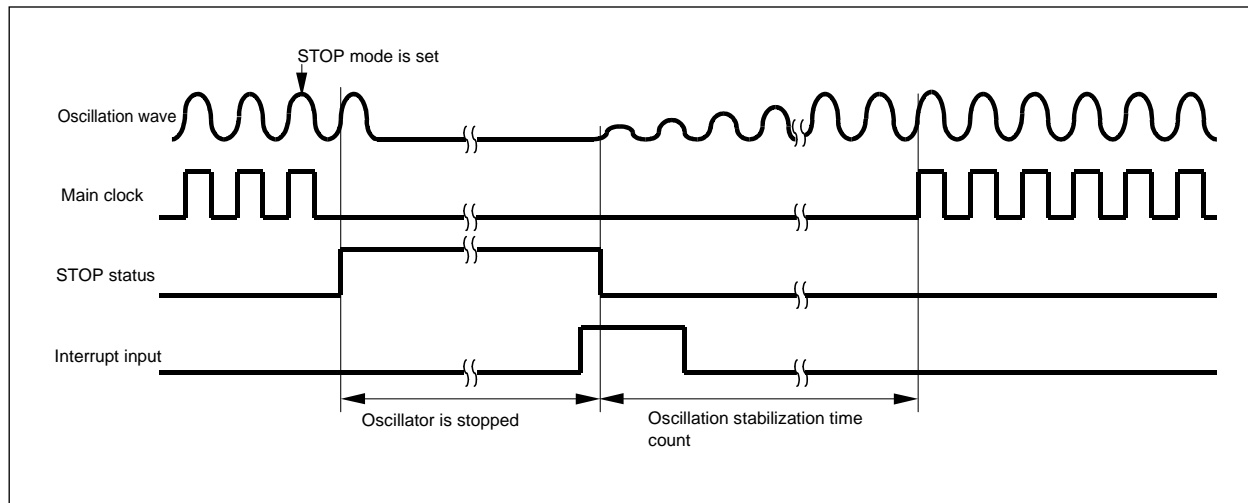 STOP mode is set
Oscillation wave
Main clock
STOP status
Interrupt input
Oscillator is stopped
Oscillation stabilization time
count